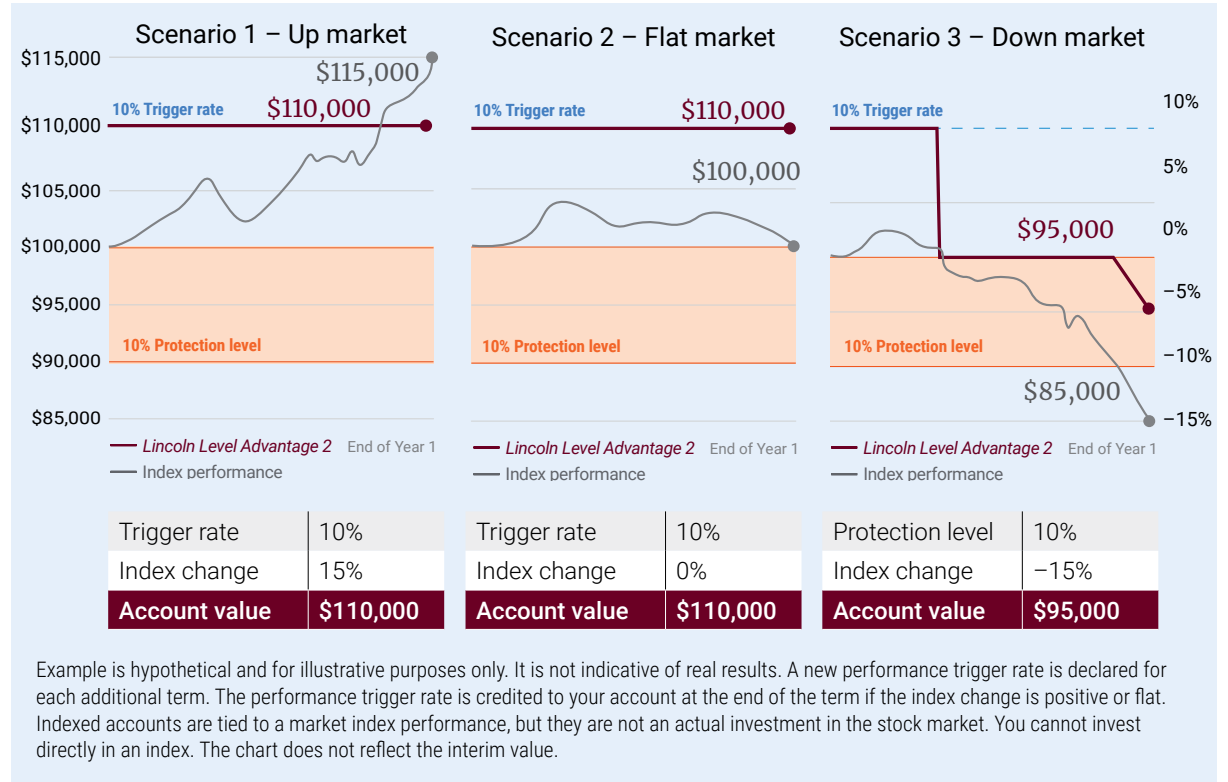 Scenario 1 – Up market
$115,000
$110,000
$105,000
$100,000
$95,000
$90,000
$85,000
$115,000
10% Trigger rate
$110,000
10% Protection level
Lincoln Level Advantage 2
End of Year 1
Index performance
Scenario 2 – Flat market
10% Trigger rate
$110,000
$100,000
10% Protection level
Lincoln Level Advantage 2
End of Year 1
Index performance
Scenario 3 – Down market
10% Trigger rate
$95,000
10% Protection level
$85,000
10%
5%
0%
–5%
–10%
–15%
Lincoln Level Advantage 2
End of Year 1
Index performance
Trigger rate 10%
Index change 15%
Account value $110,000
Trigger rate 10%
Index change 0%
Account value $110,000
Protection level 10%
Index change –15%
Account value $95,000
Example is hypothetical and for illustrative purposes only. It is not indicative of real results. A new performance trigger rate is declared for
each additional term. The performance trigger rate is credited to your account at the end of the term if the index change is positive or flat.
Indexed accounts are tied to a market index performance, but they are not an actual investment in the stock market. You cannot invest
directly in an index. The chart does not reflect the interim value.